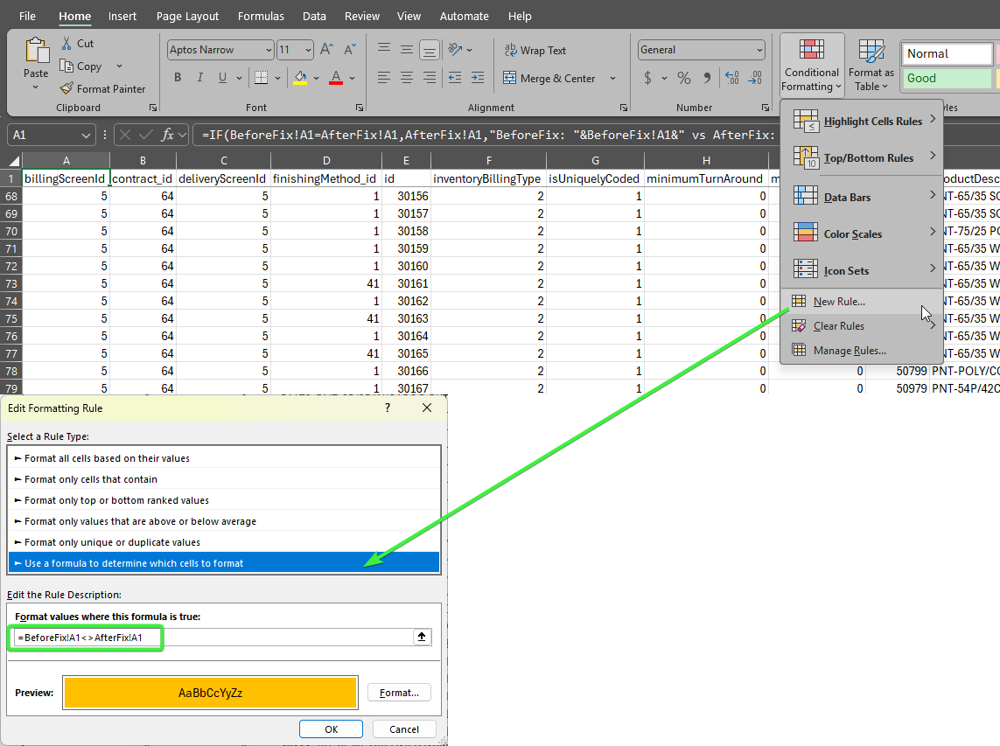 File Home Insert Page Layout Formulas Data Review View Automate Help
Paste Cut Copy Format Painter Clipboard
Aptos Narrow 11 B I U A Font
Wrap Text Merge & Center Alignment
General $ % 9 Number
Conditional Formatting Format as Table Normal Good
A1 fx =IF(BeforeFix!A1=AfterFix!A1,AfterFix!A1,"BeforeFix: "&BeforeFix!A1&" vs AfterFix:
A B C D E F G H
1 billingScreenId contract_id deliveryScreenId finishingMethod_id id inventoryBillingType isUniquelyCoded minimumTurnAround
68 5 64 5 1 30156 2 1 0 NT-65/35 SC
69 5 64 5 1 30157 2 1 0 NT-65/35 SC
70 5 64 5 1 30158 2 1 0 NT-75/25 PO
71 5 64 5 1 30159 2 1 0 NT-65/35 W
72 5 64 5 1 30160 2 1 0 NT-65/35 W
73 5 64 5 41 30161 2 1 0 NT-65/35 W
74 5 64 5 1 30162 2 1 0 NT-65/35 W
75 5 64 5 41 30163 2 1 0 NT-65/35 W
76 5 64 5 1 30164 2 1 0 NT-65/35 W
77 5 64 5 41 30165 2 1 0 NT-65/35 W
78 5 64 5 1 30166 2 1 0 0 50799 PNT-POLY/CO
79 5 64 5 1 30167 2 1 0 0 50979 PNT-54P/42C
Highlight Cells Rules
Top/Bottom Rules
Data Bars
Color Scales
Icon Sets
New Rule...
Clear Rules
Manage Rules...
Edit Formatting Rule ?
Select a Rule Type:
► Format all cells based on their values
► Format only cells that contain
► Format only top or bottom ranked values
► Format only values that are above or below average
► Format only unique or duplicate values
► Use a formula to determine which cells to format
Edit the Rule Description:
Format values where this formula is true:
=BeforeFix!A1<>AfterFix!A1
Preview: AaBbCcYyZz Format...
OK Cancel